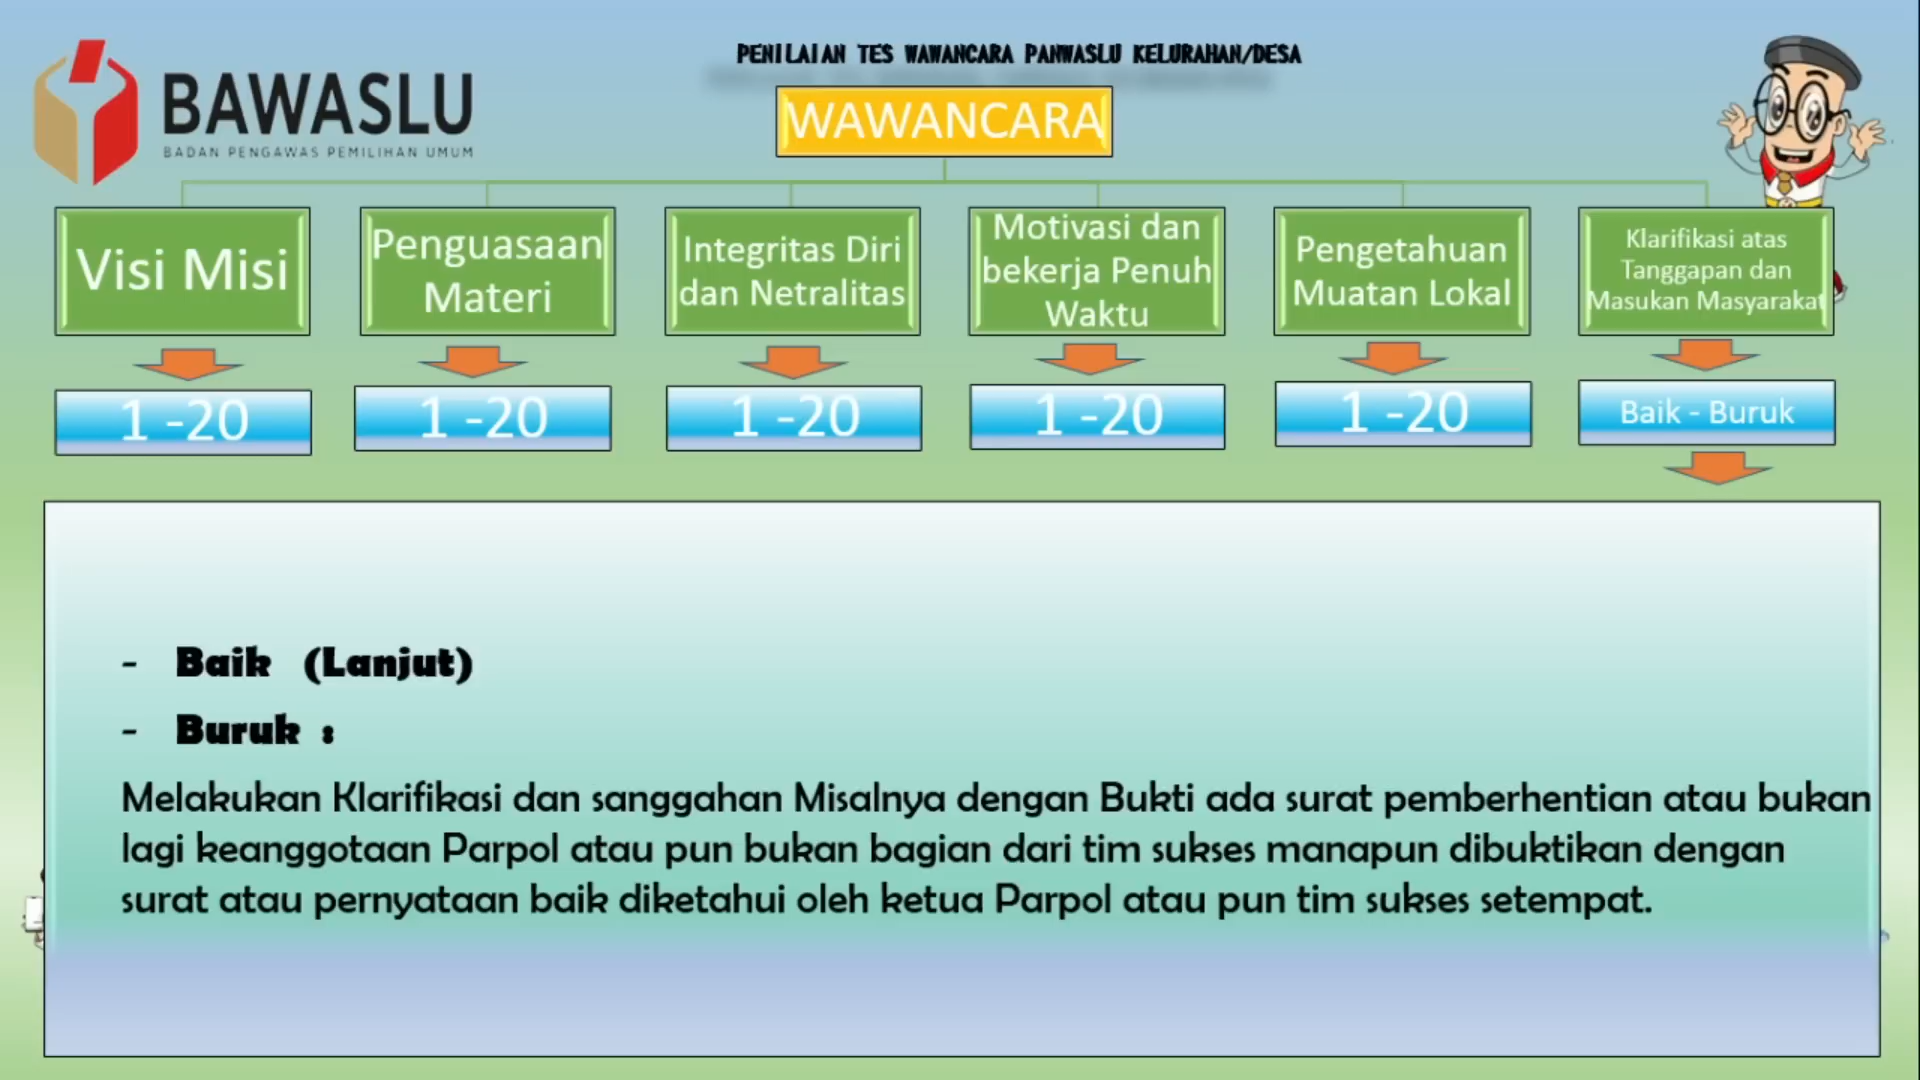 PENILAIAN TES WAWANCARA PANWASLU KELURAHAN/DESA
BAWASLU
BADAN PENGAWAS PEMILIHAN UMUM
WAWANCARA
Visi Misi
Penguasaan
Materi
Integritas Diri
dan Netralitas
Motivasi dan
bekerja Penuh
Waktu
Pengetahuan
Muatan Lokal
Klarifikasi atas
Tanggapan dan
Masukan Masyarakat
1 -20
1 -20
1 -20
1 -20
1 -20
Baik - Buruk
- Baik (Lanjut)
- Buruk :
Melakukan Klarifikasi dan sanggahan Misalnya dengan Bukti ada surat pemberhentian atau bukan
lagi keanggotaan Parpol atau pun bukan bagian dari tim sukses manapun dibuktikan dengan
surat atau pernyataan baik diketahui oleh ketua Parpol atau pun tim sukses setempat.